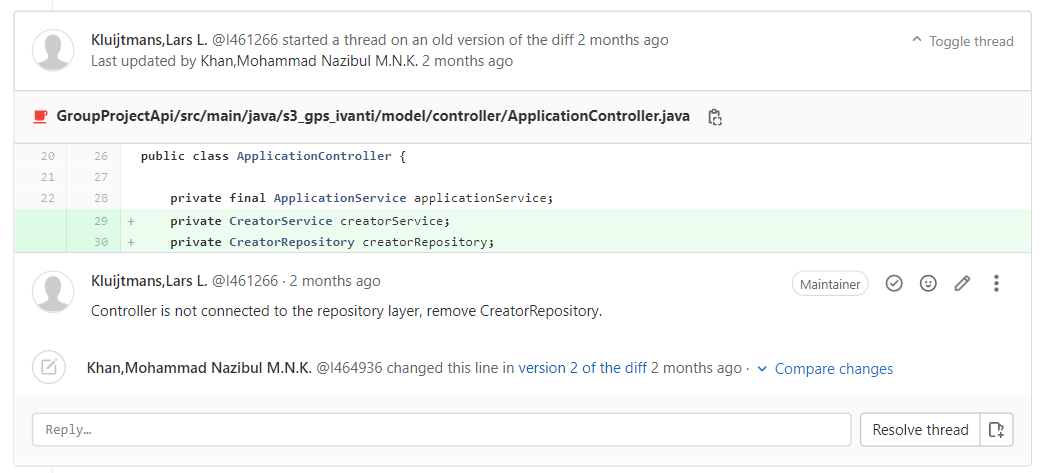 Kluijtmans,Lars L. @I461266 started a thread on an old version of the diff 2 months ago
Toggle thread
Last updated by Khan,Mohammad Nazibul M.N.K. 2 months ago
GroupProjectApi/src/main/java/s3_gps_ivanti/model/controller/ApplicationController.java
20 26 public class ApplicationController {
21 27
22 28 private final ApplicationService applicationService;
29 + private CreatorService creatorService;
30 + private CreatorRepository creatorRepository;
Kluijtmans,Lars L. @I461266 · 2 months ago
Maintainer
Controller is not connected to the repository layer, remove CreatorRepository.
Khan,Mohammad Nazibul M.N.K. @I464936 changed this line in version 2 of the diff 2 months ago · Compare changes
Reply…
Resolve thread